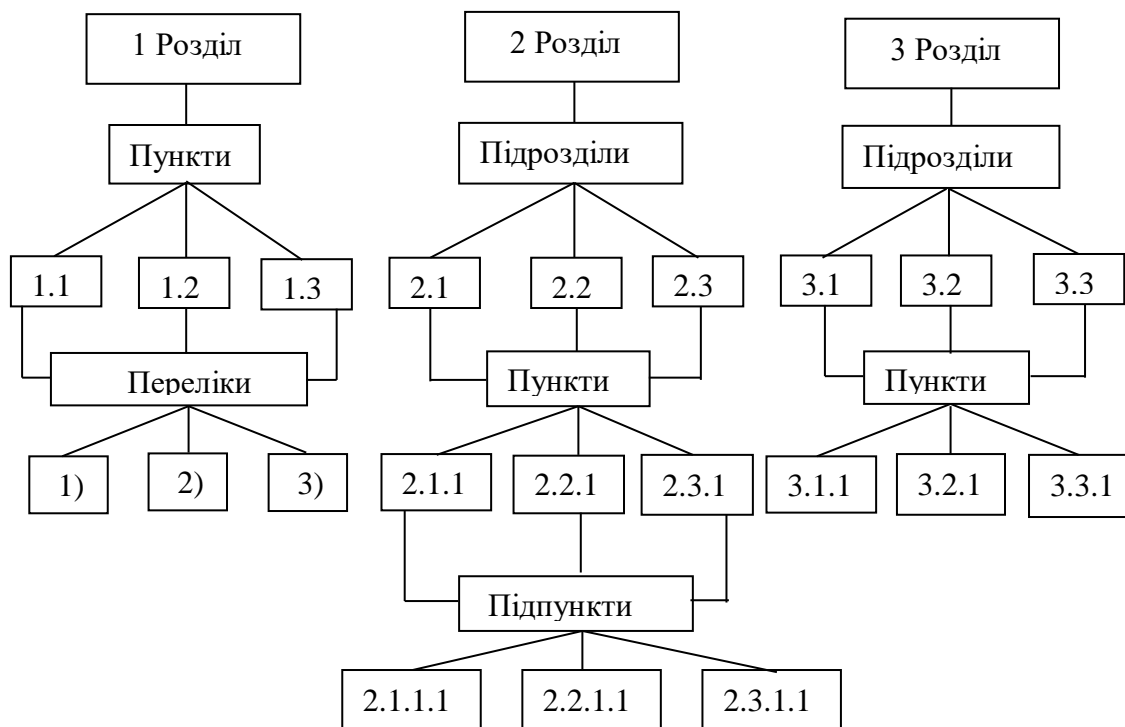 1 Розділ
2 Розділ
3 Розділ
Пункти
Підрозділи
Підрозділи
1.1
1.2
1.3
2.1
2.2
2.3
3.1
3.2
3.3
Переліки
Пункти
Пункти
1)
2)
3)
2.1.1
2.2.1
2.3.1
3.1.1
3.2.1
3.3.1
Підпункти
2.1.1.1
2.2.1.1
2.3.1.1